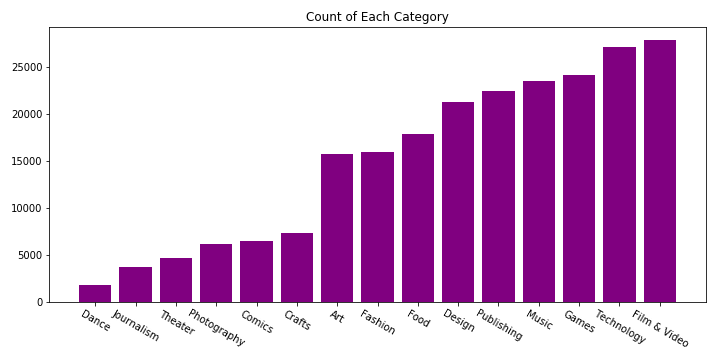 Count of Each Category
25000
20000
15000
10000
5000
0
Dance
Journalism
Theater
Photography
Comics
Crafts
Art
Fashion
Food
Design
Publishing
Music
Games
Technology
Film & Video